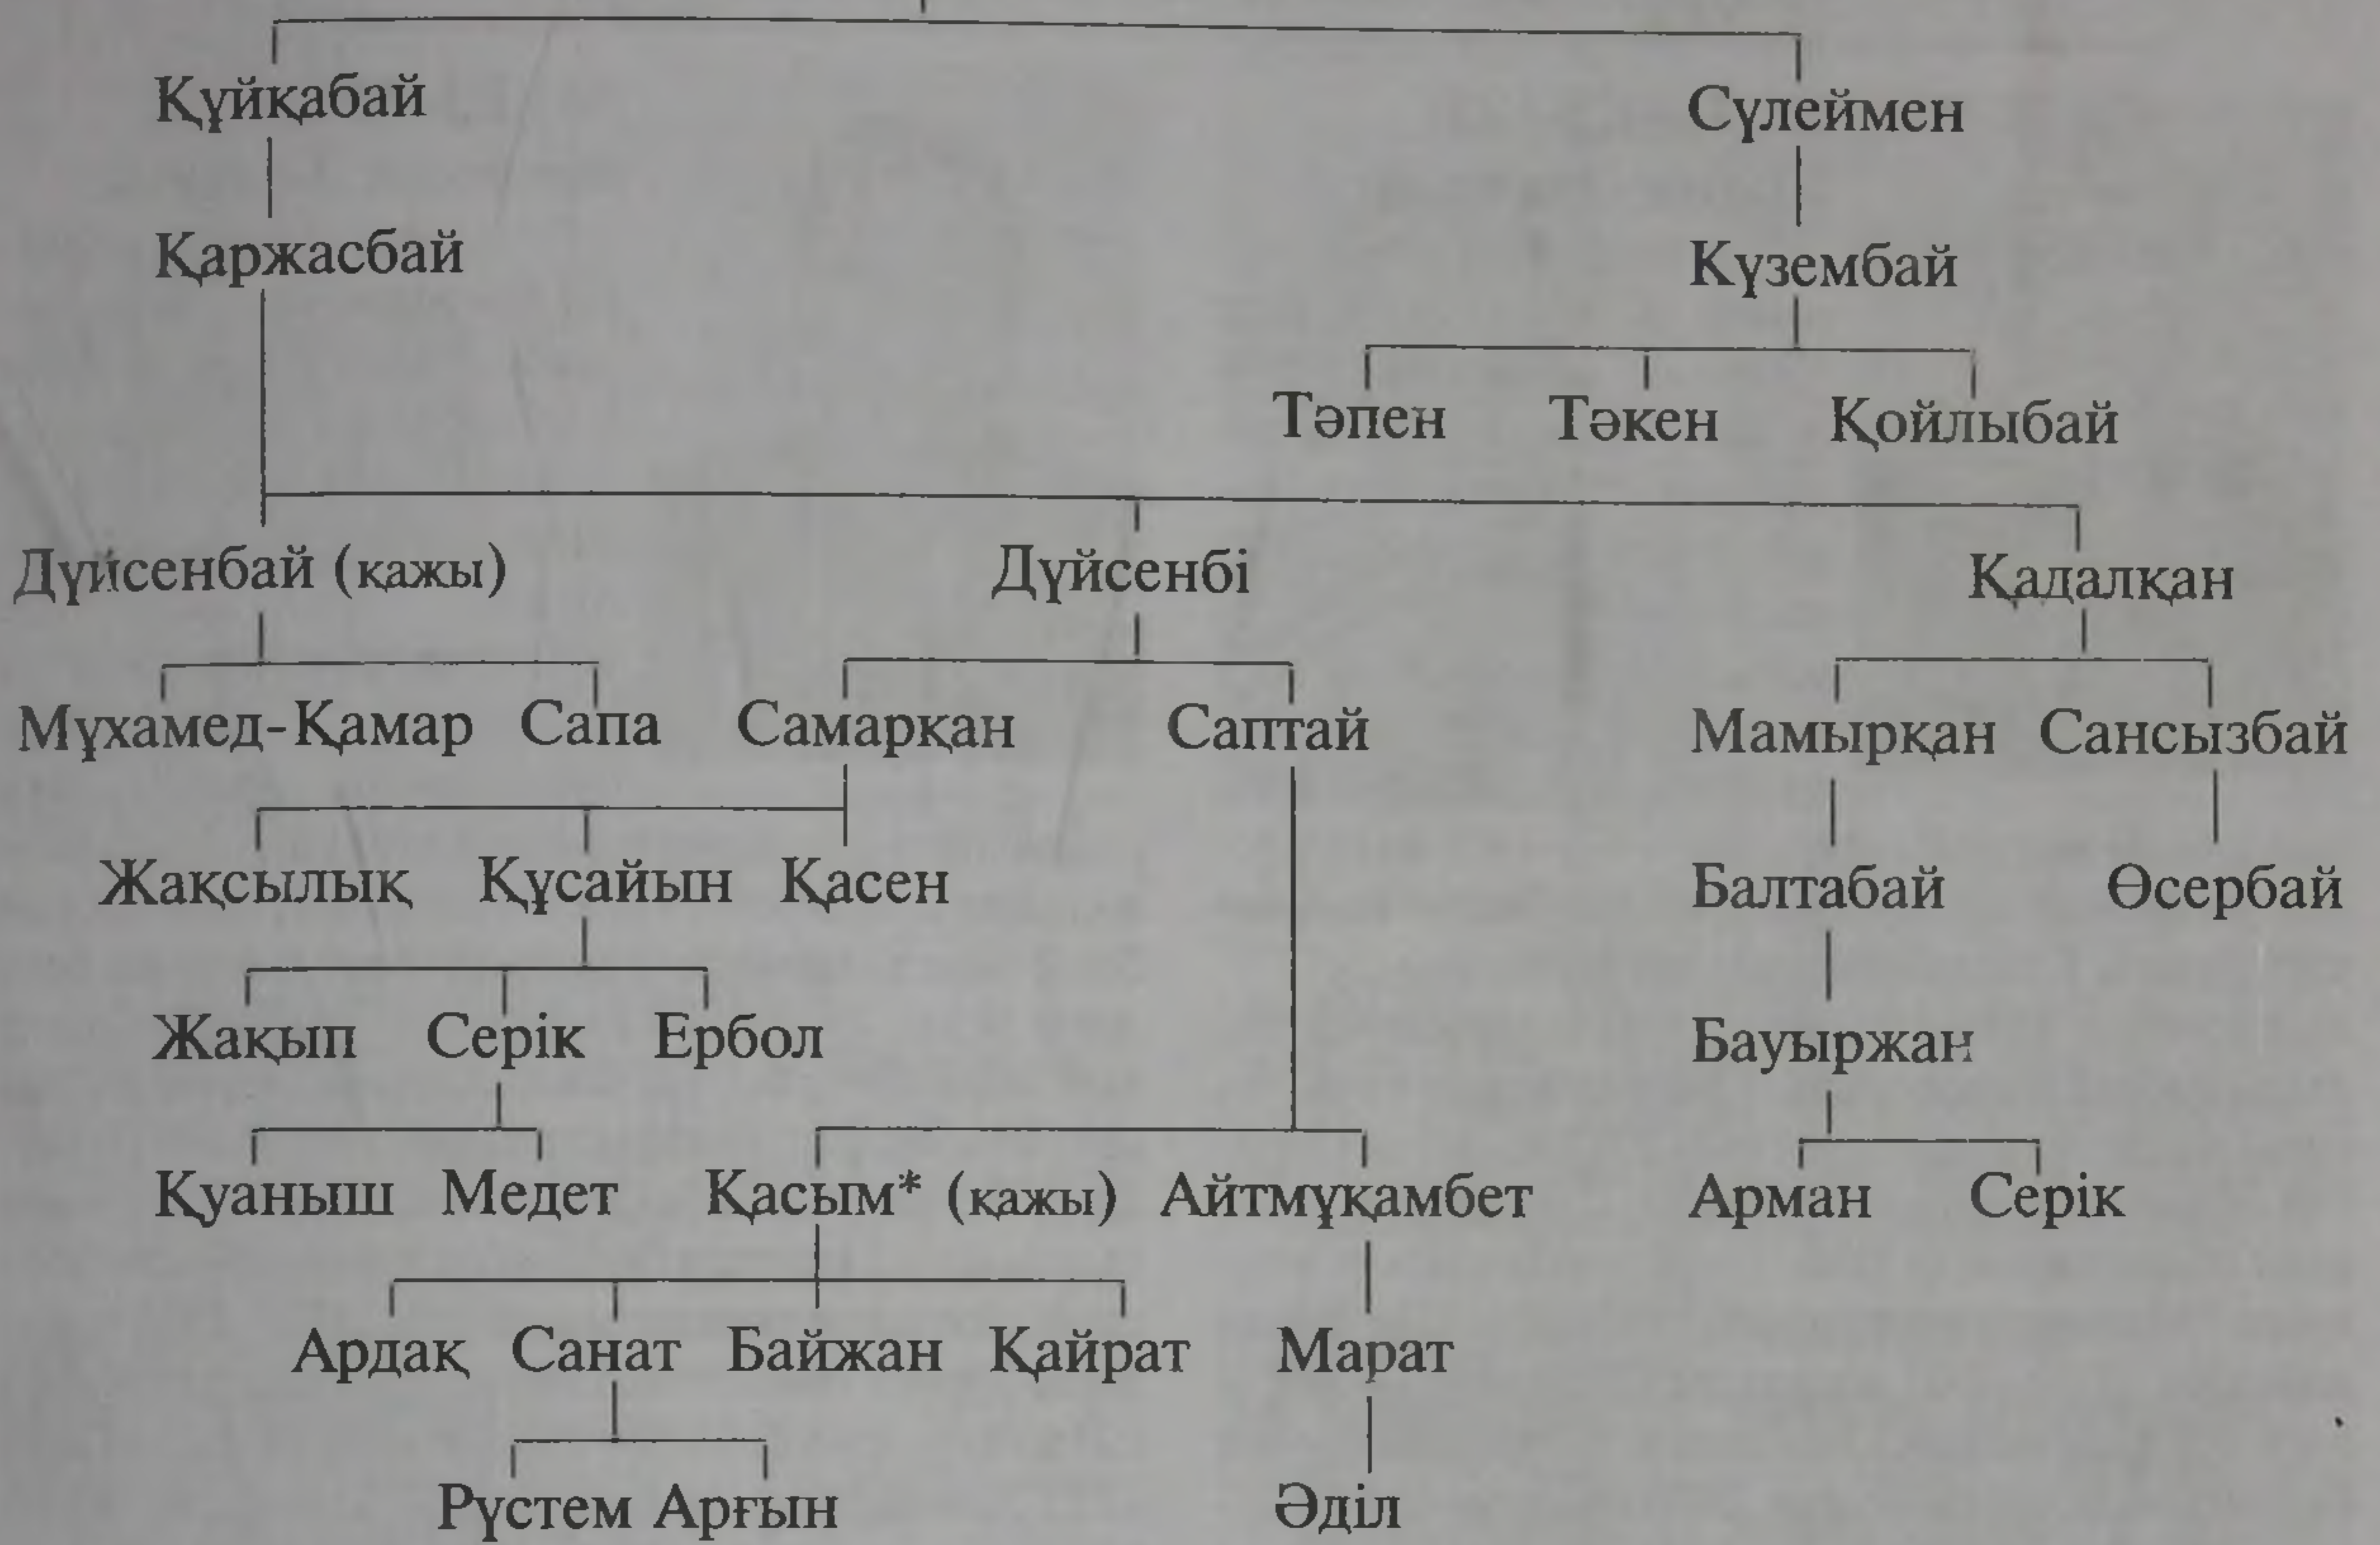 Құйқабай Сүлеймен
Қаржасбай Күзембай
Тәпен Тәкен Қойлыбай
Дүйсенбай (қажы) Дүйсенбі Қадалқан
Мұхамед-Қамар Сапа Самарқан Саптай Мамырқан Сансызбай
Жақсылық Құсайын Қасен Балтабай Өсербай
Жақып Серік Ербол Бауыржан
Қуаныш Медет Қасым* (қажы) Айтмұқамбет Арман Серік
Ардақ Санат Байжан Қайрат Марат
Рүстем Арғын Әділ